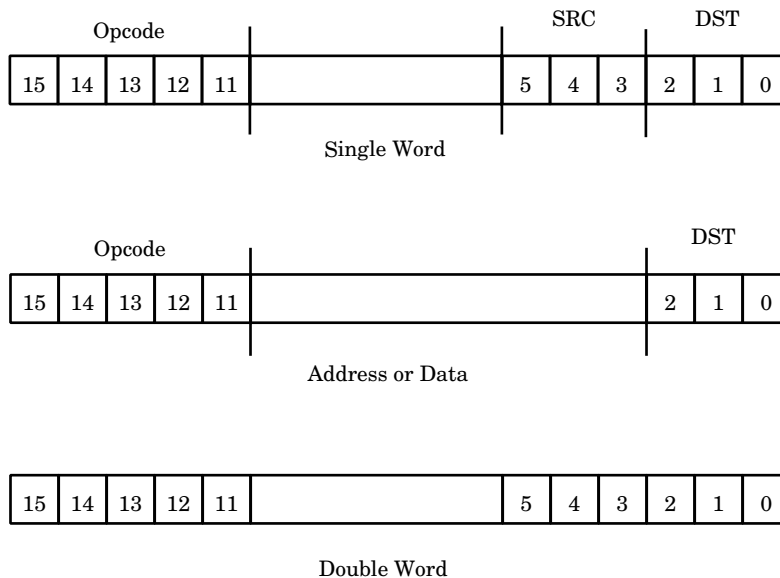 Opcode SRC DST
15 14 13 12 11 5 4 3 2 1 0
Single Word
Opcode DST
15 14 13 12 11 2 1 0
Address or Data
15 14 13 12 11 5 4 3 2 1 0
Double Word